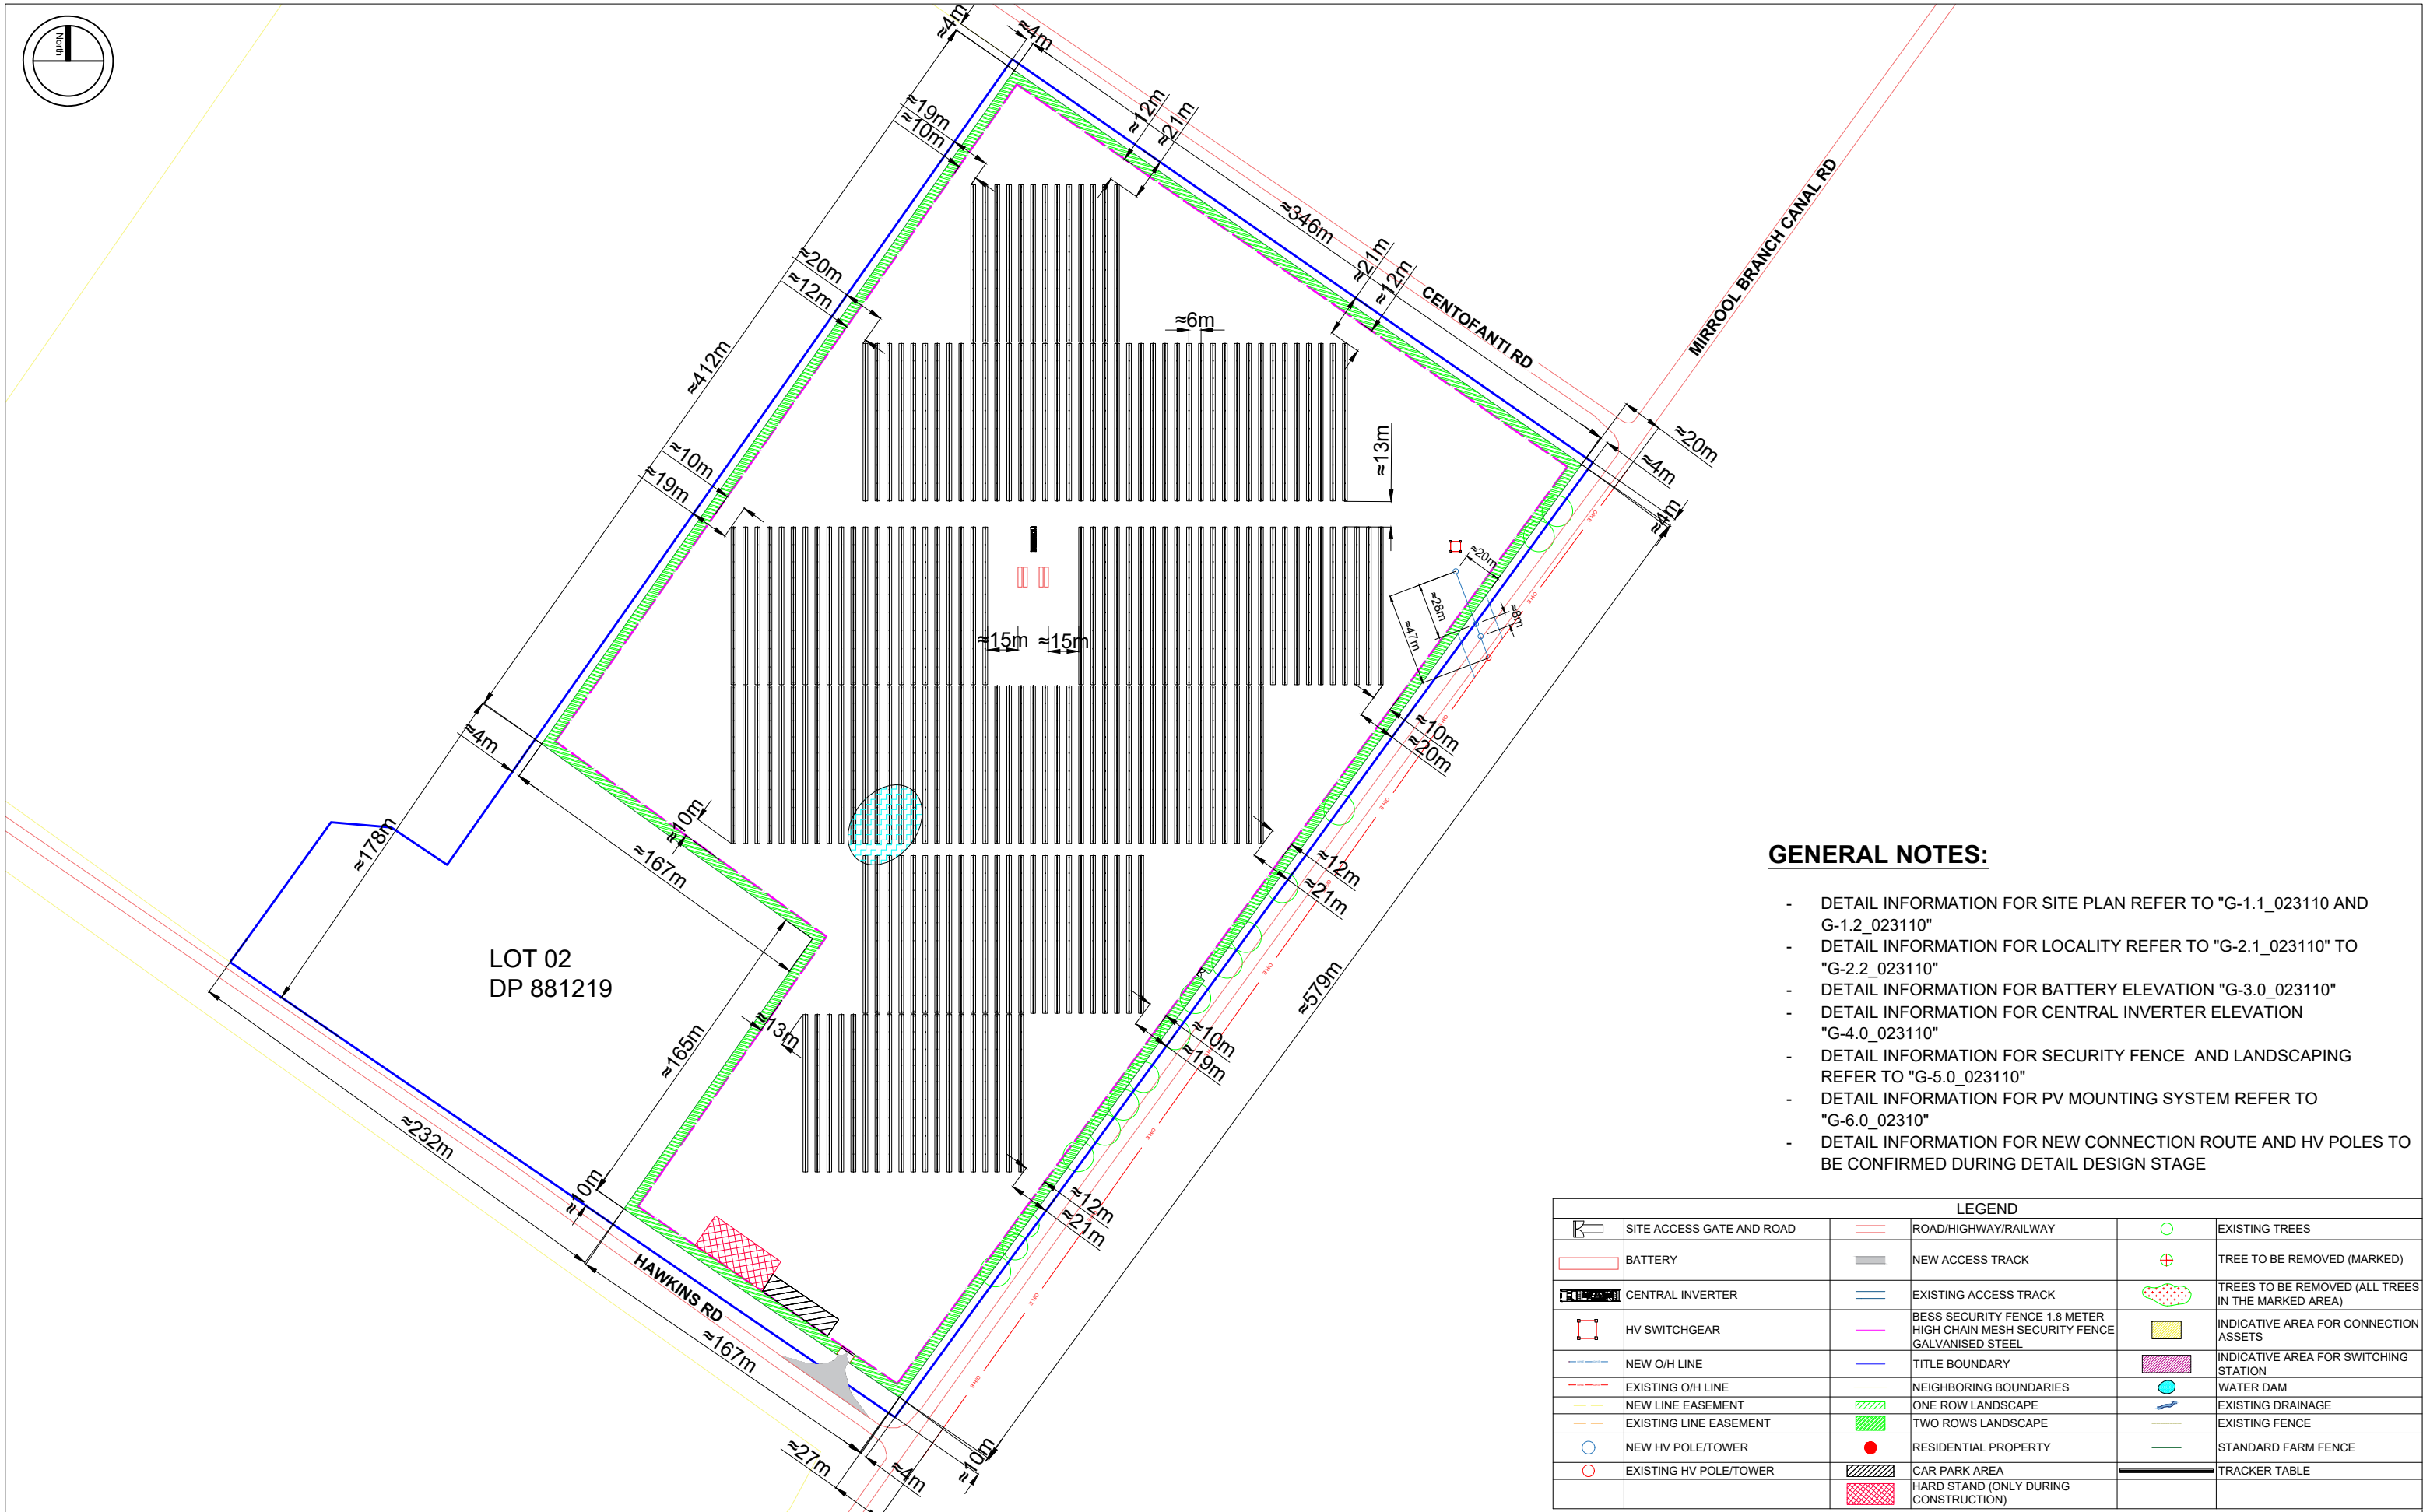 North
≈4m
≈4m
≈19m
≈10m
≈12m
≈21m
≈346m
≈20m
≈12m
≈21m
≈12m
CENTOFANTI RD
MIRROOL BRANCH CANAL RD
≈6m
≈412m
≈13m
≈20m
≈4m
≈4m
≈10m
≈19m
≈20m
≈28m
≈8m
≈47m
≈15m
≈15m
≈10m
≈20m
≈4m
≈178m
≈10m
≈167m
≈12m
≈21m
LOT 02
DP 881219
≈579m
≈13m
≈165m
≈10m
≈19m
≈232m
≈10m
≈12m
≈21m
HAWKINS RD
≈167m
≈27m
≈4m
≈10m
OHE
OHE
OHE
OHE
OHE
OHE
OHE
OHE
GENERAL NOTES:
- DETAIL INFORMATION FOR SITE PLAN REFER TO "G-1.1_023110 AND
G-1.2_023110"
- DETAIL INFORMATION FOR LOCALITY REFER TO "G-2.1_023110" TO
"G-2.2_023110"
- DETAIL INFORMATION FOR BATTERY ELEVATION "G-3.0_023110"
- DETAIL INFORMATION FOR CENTRAL INVERTER ELEVATION
"G-4.0_023110"
- DETAIL INFORMATION FOR SECURITY FENCE AND LANDSCAPING
REFER TO "G-5.0_023110"
- DETAIL INFORMATION FOR PV MOUNTING SYSTEM REFER TO
"G-6.0_02310"
- DETAIL INFORMATION FOR NEW CONNECTION ROUTE AND HV POLES TO
BE CONFIRMED DURING DETAIL DESIGN STAGE
LEGEND
SITE ACCESS GATE AND ROAD
ROAD/HIGHWAY/RAILWAY
EXISTING TREES
BATTERY
NEW ACCESS TRACK
TREE TO BE REMOVED (MARKED)
CENTRAL INVERTER
EXISTING ACCESS TRACK
TREES TO BE REMOVED (ALL TREES
IN THE MARKED AREA)
HV SWITCHGEAR
BESS SECURITY FENCE 1.8 METER
HIGH CHAIN MESH SECURITY FENCE
GALVANISED STEEL
INDICATIVE AREA FOR CONNECTION
ASSETS
NEW O/H LINE
TITLE BOUNDARY
INDICATIVE AREA FOR SWITCHING
STATION
EXISTING O/H LINE
NEIGHBORING BOUNDARIES
WATER DAM
NEW LINE EASEMENT
ONE ROW LANDSCAPE
EXISTING DRAINAGE
EXISTING LINE EASEMENT
TWO ROWS LANDSCAPE
EXISTING FENCE
NEW HV POLE/TOWER
RESIDENTIAL PROPERTY
STANDARD FARM FENCE
EXISTING HV POLE/TOWER
CAR PARK AREA
TRACKER TABLE
HARD STAND (ONLY DURING
CONSTRUCTION)